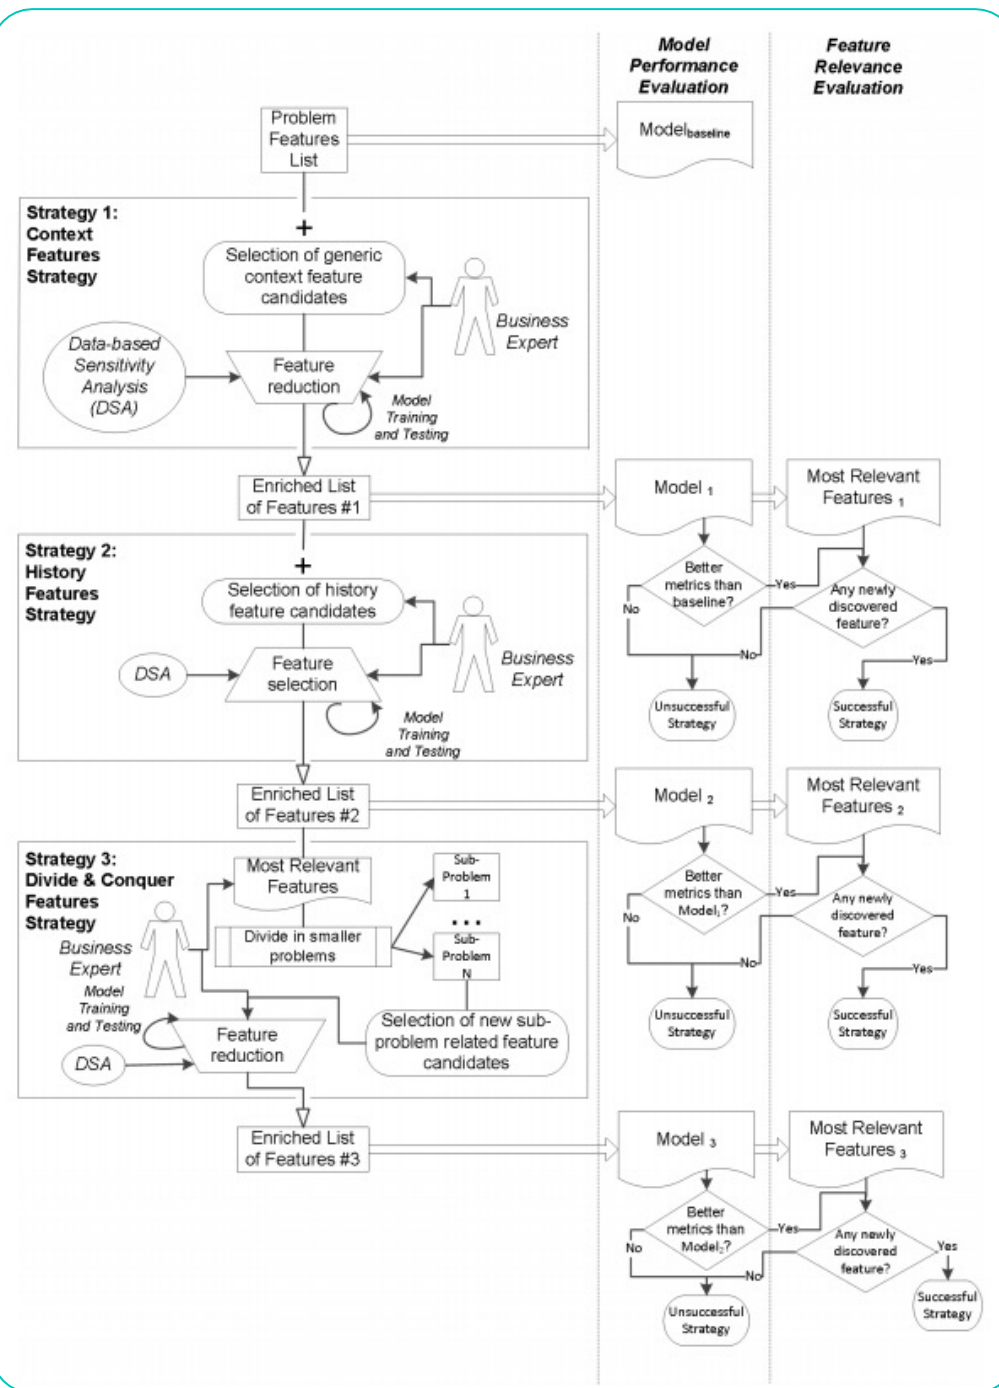 Model
Performance
Evaluation
Feature
Relevance
Evaluation
Problem
Features
List
Modelbaseline
Strategy 1:
Context
Features
Strategy
+
Selection of generic
context feature
candidates
Business
Expert
Data-based
Sensitivity
Analysis
(DSA)
Feature
reduction
Model
Training
and Testing
Enriched List
of Features #1
Model 1
Most Relevant
Features 1
Strategy 2:
History
Features
Strategy
+
Selection of history
feature candidates
Business
Expert
DSA
Feature
selection
Model
Training
and Testing
Better
metrics than
baseline?
Yes
No
Any newly
discovered
feature?
No
Yes
Unsuccessful
Strategy
Successful
Strategy
Enriched List
of Features #2
Model 2
Most Relevant
Features 2
Strategy 3:
Divide & Conquer
Features
Strategy
Most Relevant
Features
Sub-
Problem
1
...
Sub-
Problem
N
Divide in smaller
problems
Business
Expert
Model
Training
and Testing
Feature
reduction
DSA
Selection of new sub-
problem related feature
candidates
Better
metrics than
Model1?
Yes
No
Any newly
discovered
feature?
No
Yes
Unsuccessful
Strategy
Successful
Strategy
Enriched List
of Features #3
Model 3
Most Relevant
Features 3
Better
metrics than
Model2?
Yes
No
Any newly
discovered
feature?
No
Yes
Unsuccessful
Strategy
Successful
Strategy